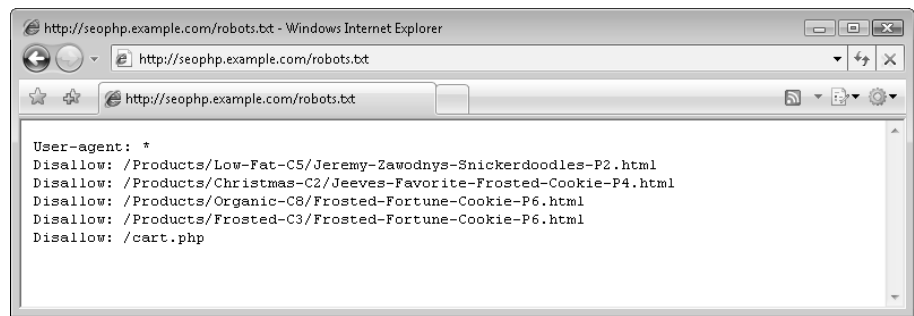 http://seophp.example.com/robots.txt - Windows Internet Explorer
http://seophp.example.com/robots.txt
http://seophp.example.com/robots.txt
User-agent: *
Disallow: /Products/Low-Fat-C5/Jeremy-Zawodnys-Snickerdoodles-P2.html
Disallow: /Products/Christmas-C2/Jeeves-Favorite-Frosted-Cookie-P4.html
Disallow: /Products/Organic-C8/Frosted-Fortune-Cookie-P6.html
Disallow: /Products/Frosted-C3/Frosted-Fortune-Cookie-P6.html
Disallow: /cart.php